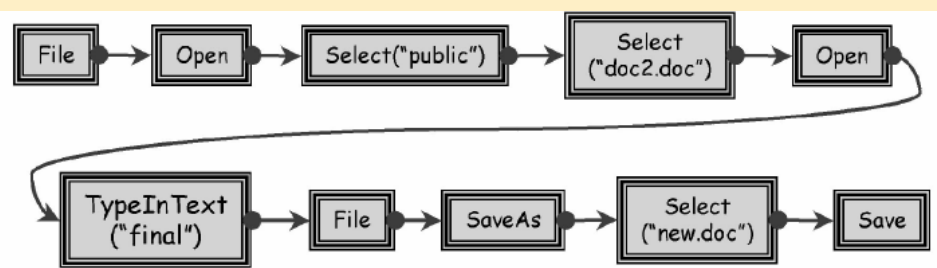 File
Open
Select("public")
Select
("doc2.doc")
Open
TypeInText
("final")
File
SaveAs
Select
("new.doc")
Save